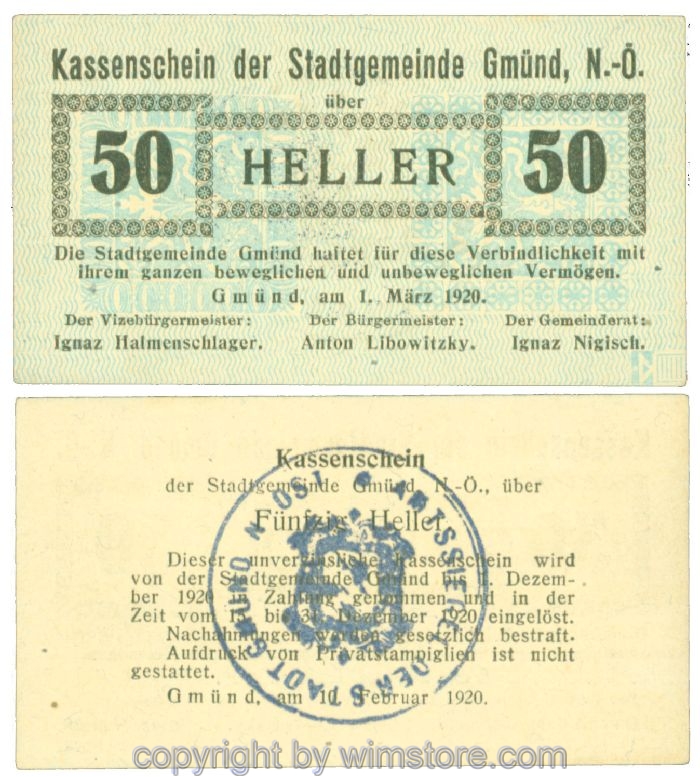 Kassenschein der Stadtgemeinde Gmünd, N.-Ö.
über
50 HELLER 50
Die Stadtgemeinde Gmünd haftet für diese Verbindlichkeit mit
ihrem ganzen beweglichen und unbeweglichen Vermögen.
Gmünd, am 1. März 1920.
Der Vizebürgermeister: Der Bürgermeister: Der Gemeinderat:
Ignaz Halmenschlager. Anton Libowitzky. Ignaz Nigisch.
Kassenschein
der Stadtgemeinde Gmünd, N.-Ö., über
Fünfzig Heller.
Dieser unverzinsliche Kassenschein wird
von der Stadtgemeinde Gmünd bis 1. Dezem-
ber 1920 in Zahlung genommen und in der
Zeit vom 15. bis 31. Dezember 1920 eingelöst.
Nachahmungen werden gesetzlich bestraft.
Aufdruck von Privatstampiglien ist nicht
gestattet.
Gmünd, am 10. Februar 1920.
DER STADT GMÜND
copyright by wimstore.com